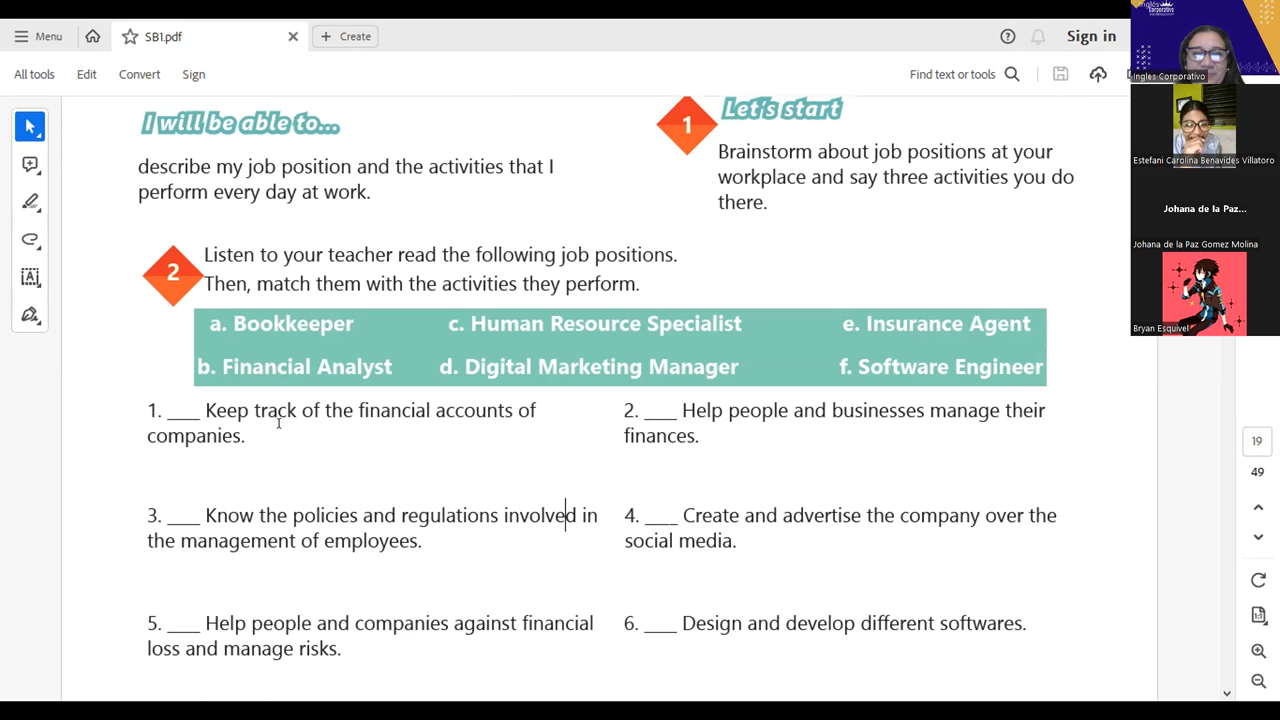 Menu
SB1.pdf
Create
Sign in
All tools
Edit
Convert
Sign
Find text or tools
Inglés
Corporativo
Ingles Corporativo
Estefani Carolina Benavides Villatoro
Johana de la Paz...
Johana de la Paz Gomez Molina
Bryan Esquivel
I will be able to...
describe my job position and the activities that I
perform every day at work.
1
Let's start
Brainstorm about job positions at your
workplace and say three activities you do
there.
2
Listen to your teacher read the following job positions.
Then, match them with the activities they perform.
a. Bookkeeper
c. Human Resource Specialist
e. Insurance Agent
b. Financial Analyst
d. Digital Marketing Manager
f. Software Engineer
1. ___ Keep track of the financial accounts of
companies.
2. ___ Help people and businesses manage their
finances.
3. ___ Know the policies and regulations involved in
the management of employees.
4. ___ Create and advertise the company over the
social media.
5. ___ Help people and companies against financial
loss and manage risks.
6. ___ Design and develop different softwares.
19
49